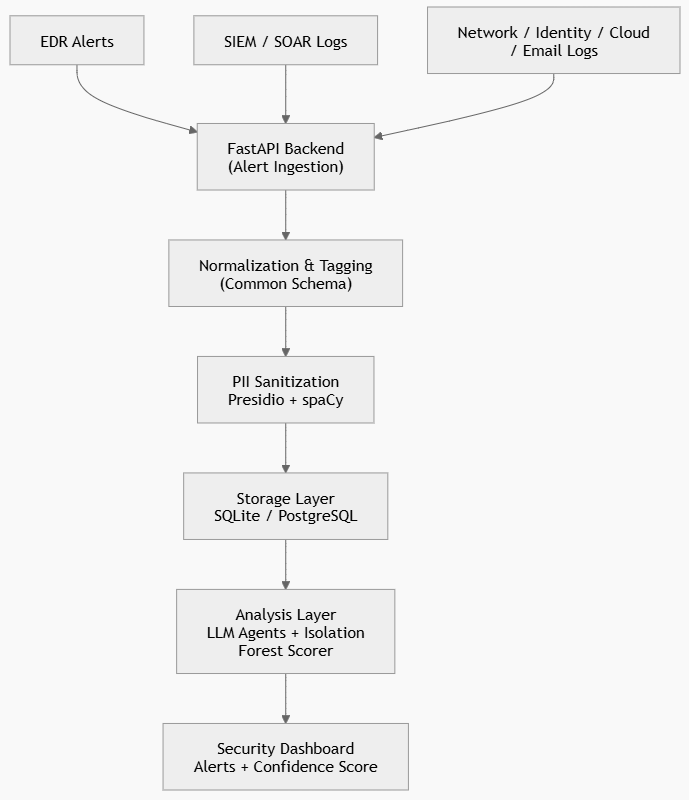 EDR Alerts
SIEM / SOAR Logs
Network / Identity / Cloud
/ Email Logs
FastAPI Backend
(Alert Ingestion)
Normalization & Tagging
(Common Schema)
PII Sanitization
Presidio + spaCy
Storage Layer
SQLite / PostgreSQL
Analysis Layer
LLM Agents + Isolation
Forest Scorer
Security Dashboard
Alerts + Confidence Score